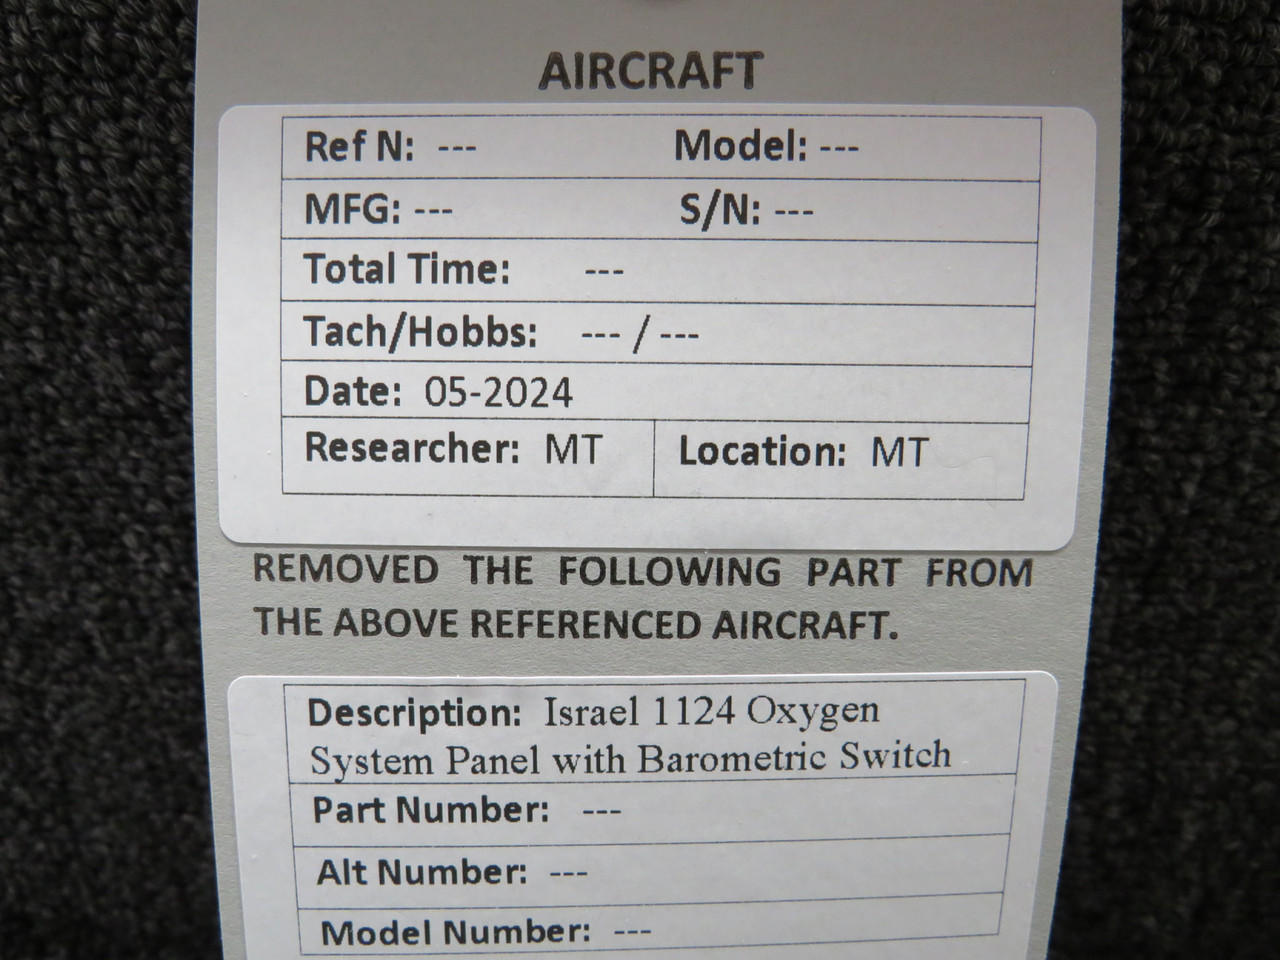 AIRCRAFT
Ref N: --- Model: ---
MFG: --- S/N: ---
Total Time: ---
Tach/Hobbs: --- / ---
Date: 05-2024
Researcher: MT Location: MT
REMOVED THE FOLLOWING PART FROM
THE ABOVE REFERENCED AIRCRAFT.
Description: Israel 1124 Oxygen
System Panel with Barometric Switch
Part Number: ---
Alt Number: ---
Model Number: ---